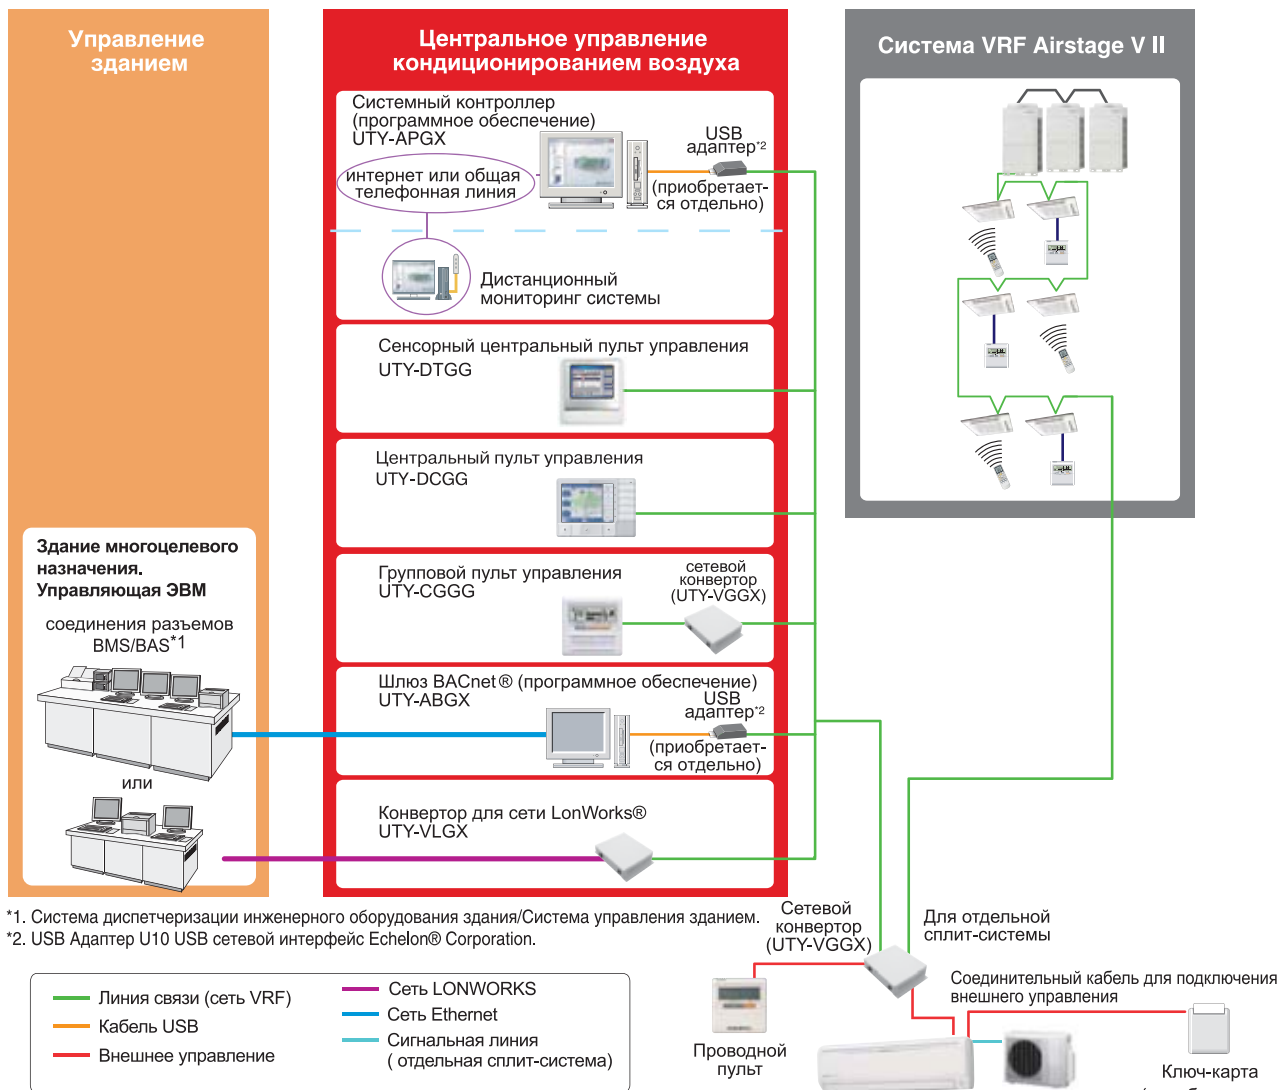 Управление
зданием
Центральное управление
кондиционированием воздуха
Система VRF Airstage V II
Системный контроллер
(программное обеспечение)
UTY-APGX
USB
адаптер*2
интернет или общая
телефонная линия
(приобретает-
ся отдельно)
Дистанционный
мониторинг системы
Сенсорный центральный пульт управления
UTY-DTGG
Центральный пульт управления
UTY-DCGG
Групповой пульт управления
UTY-CGGG
сетевой
конвертор
(UTY-VGGX)
Здание многоцелевого
назначения.
Управляющая ЭВМ
соединения разъемов
BMS/BAS*1
или
Шлюз BACnet® (программное обеспечение)
UTY-ABGX
USB
адаптер*2
(приобретает-
ся отдельно)
Конвертор для сети LonWorks®
UTY-VLGX
*1. Система диспетчеризации инженерного оборудования здания/Система управления зданием.
*2. USB Адаптер U10 USB сетевой интерфейс Echelon® Corporation.
Сетевой
конвертор
(UTY-VGGX)
Для отдельной
сплит-системы
Соединительный кабель для подключения
внешнего управления
Линия связи (сеть VRF)
Кабель USB
Внешнее управление
Сеть LONWORKS
Сеть Ethernet
Сигнальная линия
( отдельная сплит-система)
Проводной
пульт
Ключ-карта